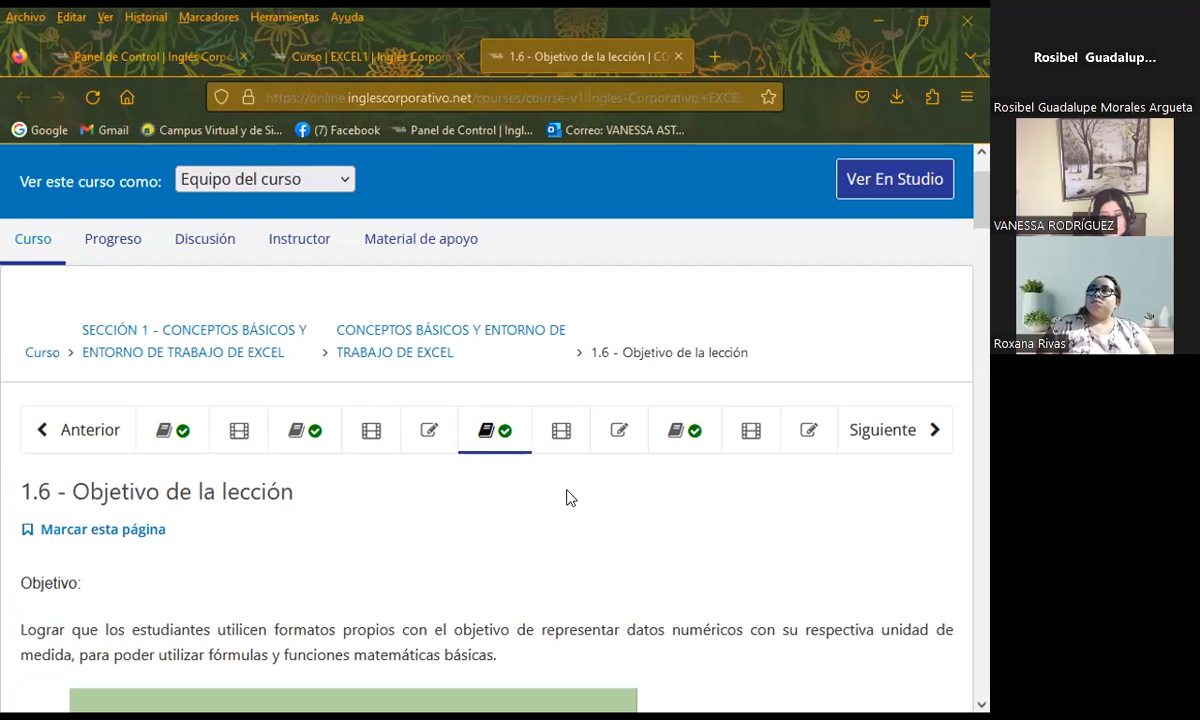 Archivo Editar Ver Historial Marcadores Herramientas Ayuda
Panel de Control | Inglés Corpo
Curso | EXCEL1 | Inglés Corpora
1.6 - Objetivo de la lección | CO
https://online.inglescorporativo.net/courses/course-v1:Ingles-Corporativo+EXCE
Google Gmail Campus Virtual y de Si... (7) Facebook Panel de Control | Ingl... Correo: VANESSA AST...
Ver este curso como: Equipo del curso Ver En Studio
Curso Progreso Discusión Instructor Material de apoyo
SECCIÓN 1 - CONCEPTOS BÁSICOS Y CONCEPTOS BÁSICOS Y ENTORNO DE
Curso > ENTORNO DE TRABAJO DE EXCEL > TRABAJO DE EXCEL > 1.6 - Objetivo de la lección
Anterior Siguiente
1.6 - Objetivo de la lección
Marcar esta página
Objetivo:
Lograr que los estudiantes utilicen formatos propios con el objetivo de representar datos numéricos con su respectiva unidad de
medida, para poder utilizar fórmulas y funciones matemáticas básicas.
Rosibel Guadalup...
Rosibel Guadalupe Morales Argueta
VANESSA RODRÍGUEZ
Roxana Rivas